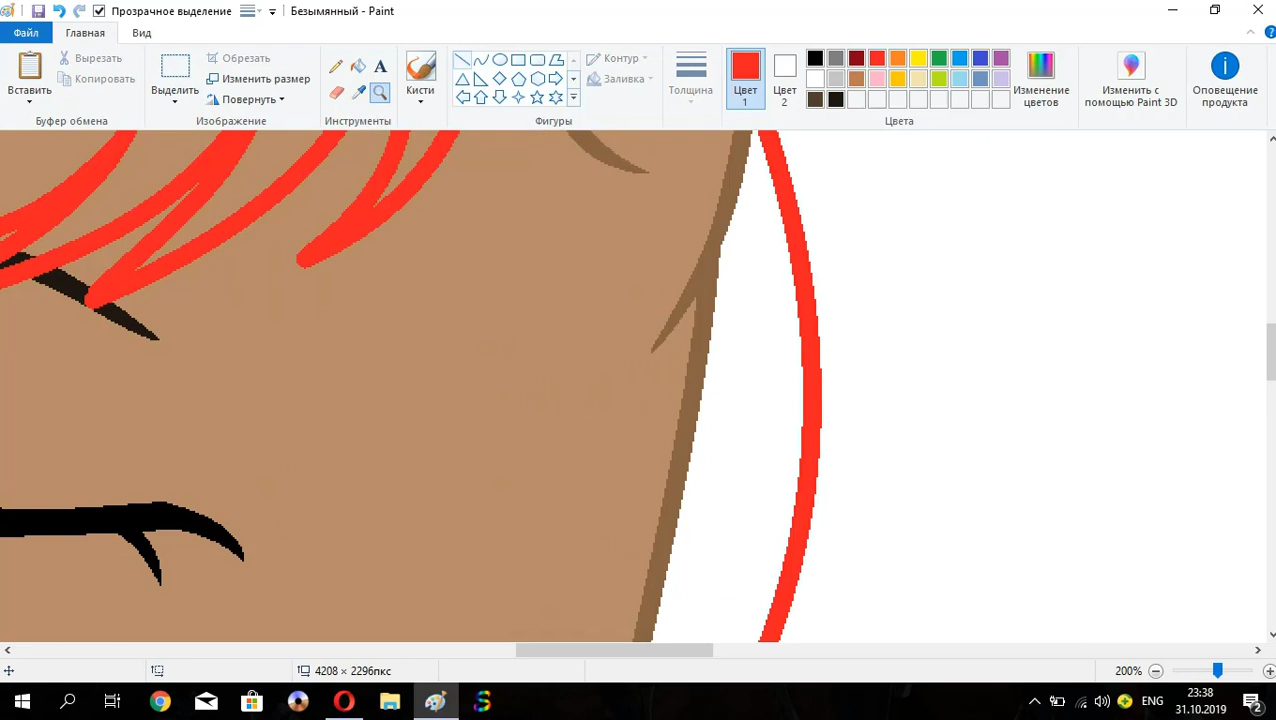 Прозрачное выделение Безымянный - Paint
Файл Главная Вид
Вставить
Вырезать
Копировать
Буфер обмена
Выделить
Обрезать
Изменить размер
Повернуть
Изображение
A
Инструменты
Кисти
Контур
Заливка
Фигуры
Толщина
Цвет
1
Цвет
2
Изменение
цветов
Цвета
Изменить с
помощью Paint 3D
Оповещение
продукта
4208 × 2296пкс
200%
ENG
23:38
31.10.2019
2